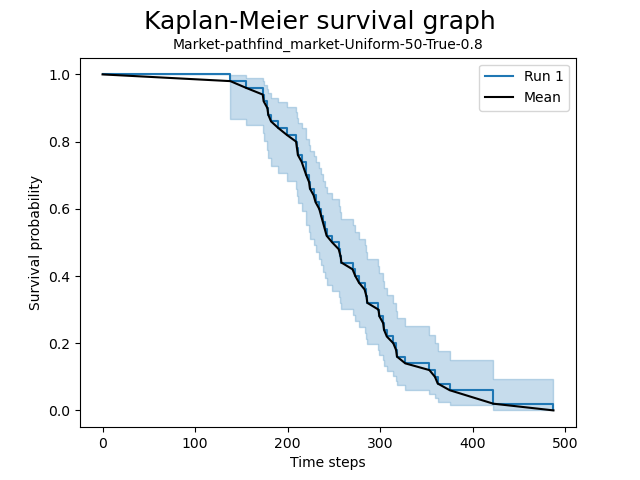 Kaplan-Meier survival graph
Market-pathfind_market-Uniform-50-True-0.8
Run 1
Mean
Survival probability
1.0
0.8
0.6
0.4
0.2
0.0
0 100 200 300 400 500
Time steps